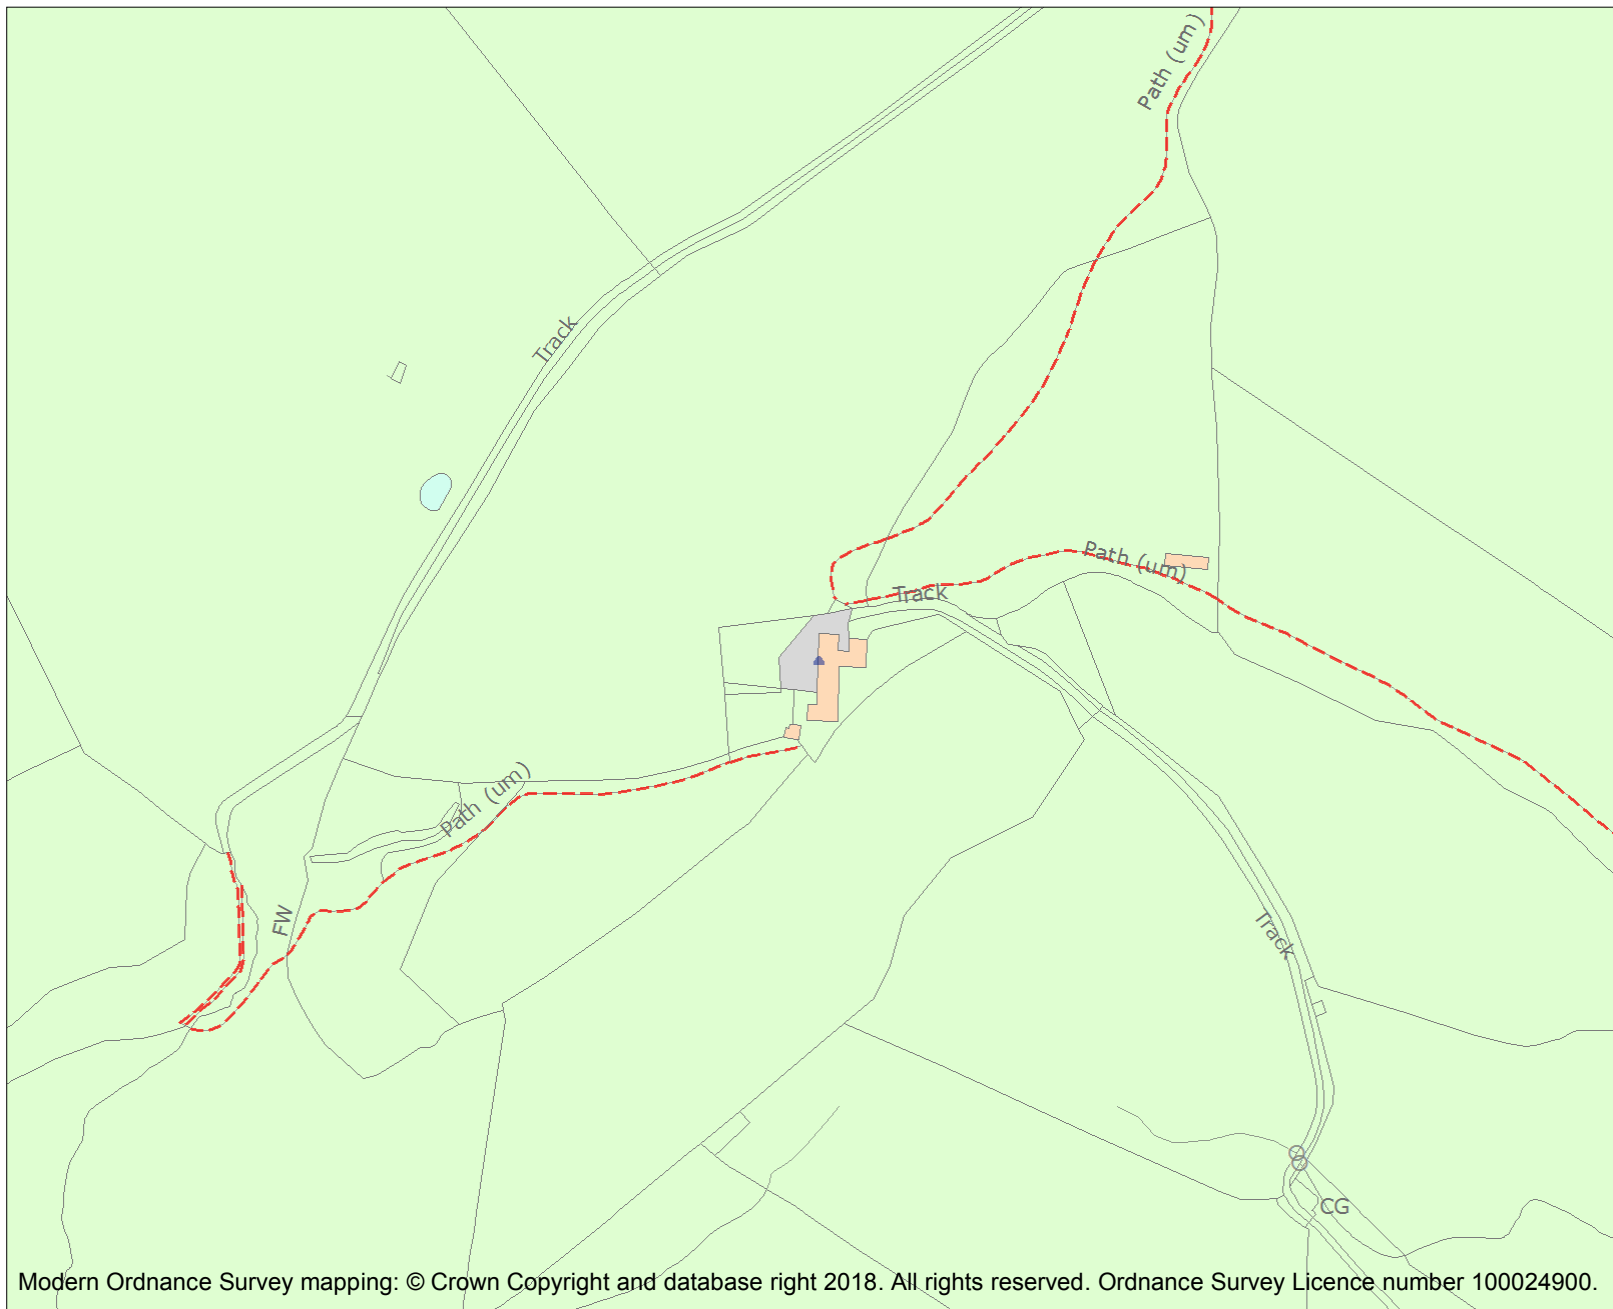 Path (um)
Track
Path (um)
Track
Path (um)
FW
Track
CG
Modern Ordnance Survey mapping: © Crown Copyright and database right 2018. All rights reserved. Ordnance Survey Licence number 100024900.